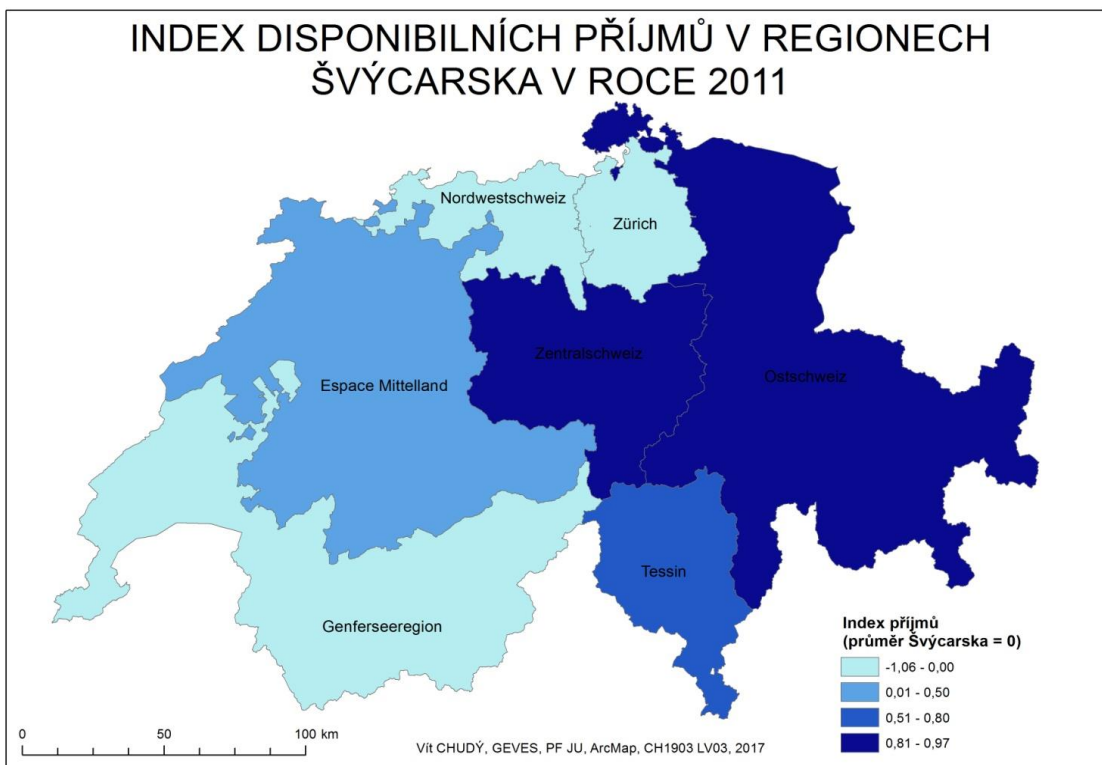 INDEX DISPONIBILNÍCH PŘÍJMŮ V REGIONECH
ŠVÝCARSKA V ROCE 2011
Nordwestschweiz
Zürich
Zentralschweiz
Ostschweiz
Espace Mittelland
Tessin
Genferseeregion
Index příjmů
(průměr Švýcarska = 0)
-1,06 - 0,00
0,01 - 0,50
0,51 - 0,80
0,81 - 0,97
0 50 100 km
Vít CHUDÝ, GEVES, PF JU, ArcMap, CH1903 LV03, 2017